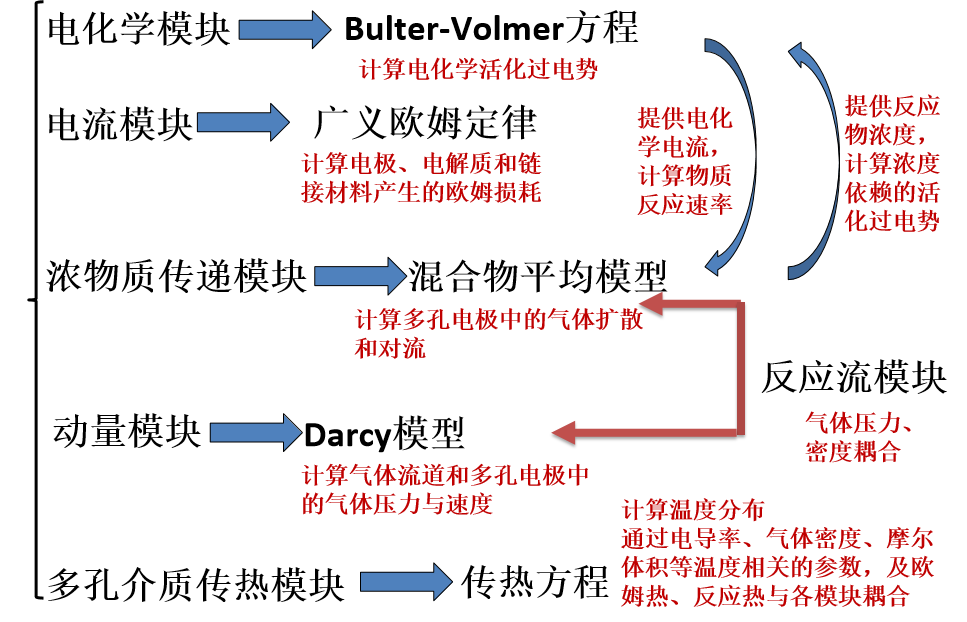 电化学模块
Bulter-Volmer方程
计算电化学活化过电势
电流模块
广义欧姆定律
计算电极、电解质和链
接材料产生的欧姆损耗
提供电化
学电流，
计算物质
反应速率
提供反应
物浓度，
计算浓度
依赖的活
化过电势
浓物质传递模块
混合物平均模型
计算多孔电极中的气体扩散
和对流
反应流模块
气体压力、
密度耦合
动量模块
Darcy模型
计算气体流道和多孔电极中
的气体压力与速度
多孔介质传热模块
传热方程
计算温度分布
通过电导率、气体密度、摩尔
体积等温度相关的参数，及欧
姆热、反应热与各模块耦合